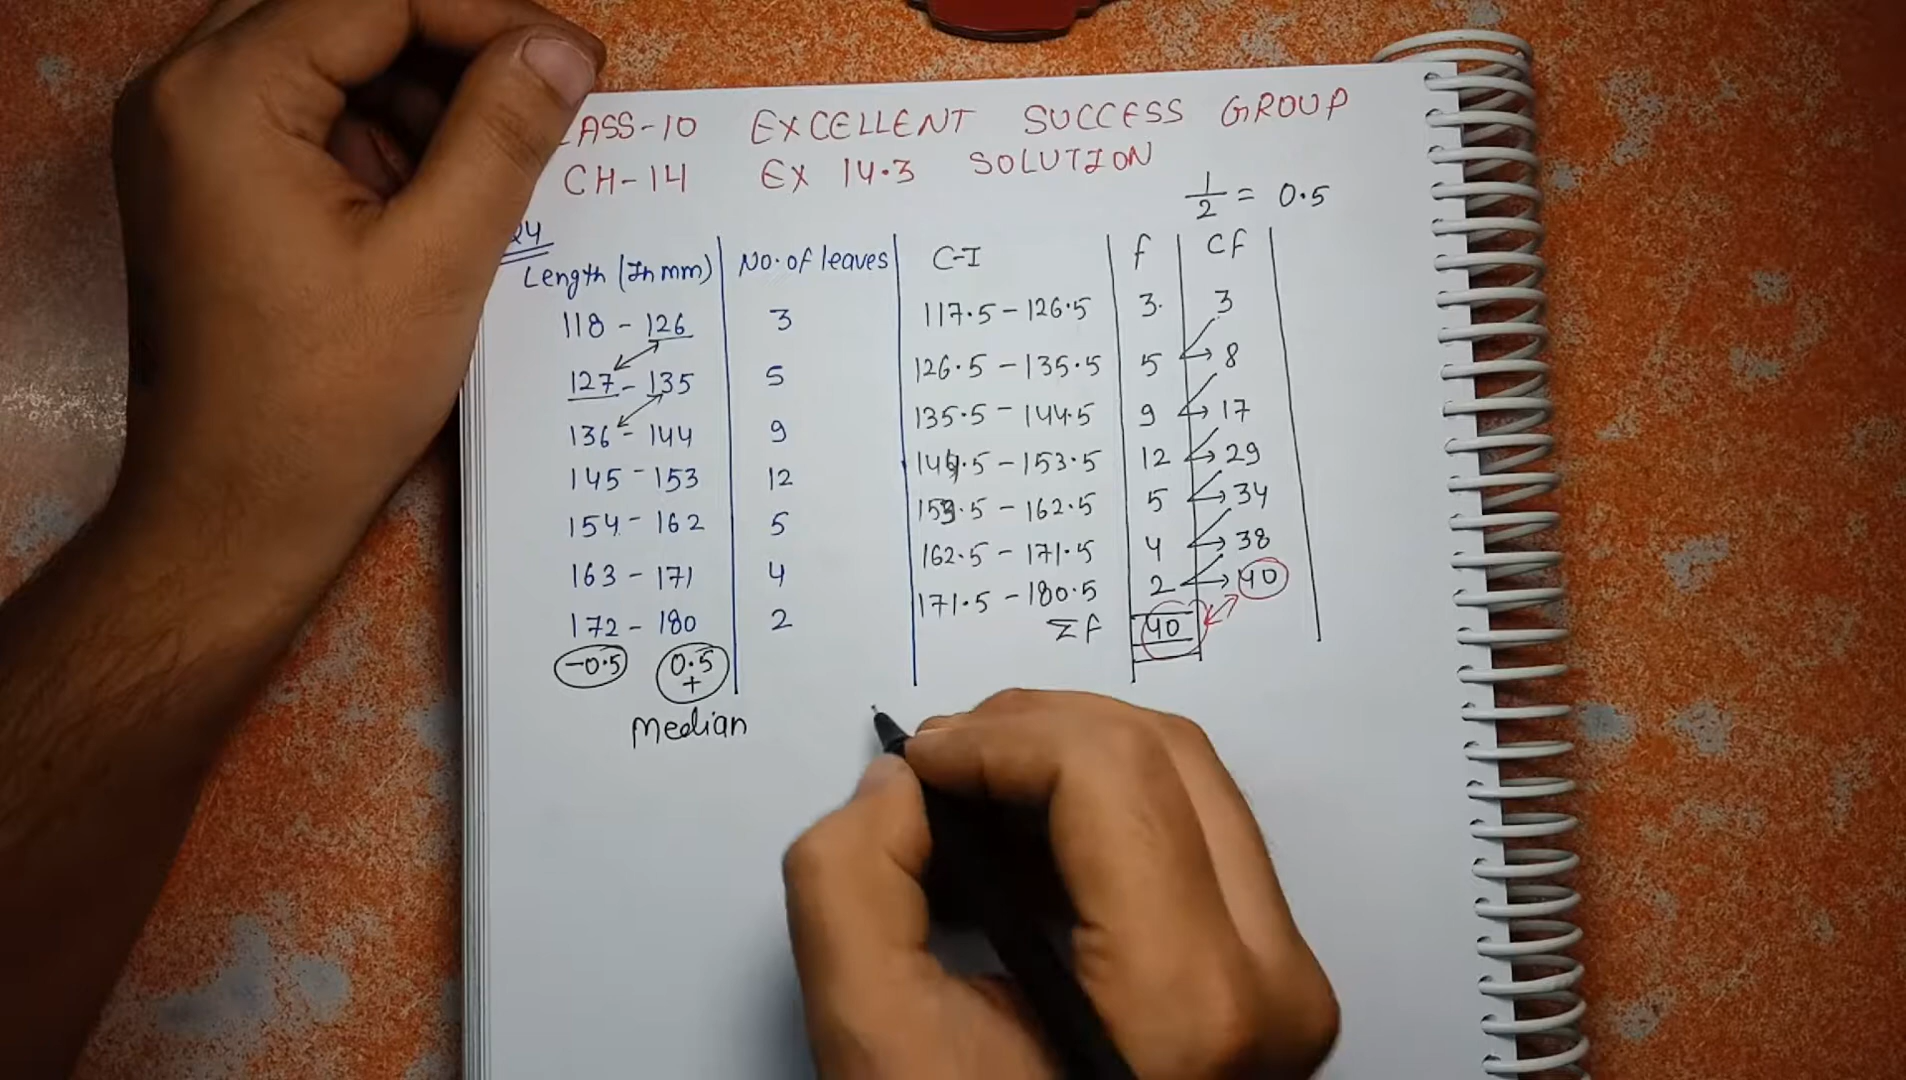 LASS-10 EXCELLENT SUCCESS GROUP
CH-14 EX 14.3 SOLUTION
1/2 = 0.5
24
Length (In mm) No. of leaves C-I f Cf
118 - 126 3 117.5 - 126.5 3 3
127 - 135 5 126.5 - 135.5 5 8
136 - 144 9 135.5 - 144.5 9 17
145 - 153 12 144.5 - 153.5 12 29
154 - 162 5 153.5 - 162.5 5 34
163 - 171 4 162.5 - 171.5 4 38
172 - 180 2 171.5 - 180.5 2 40
Σf 40
-0.5 0.5
+
Median